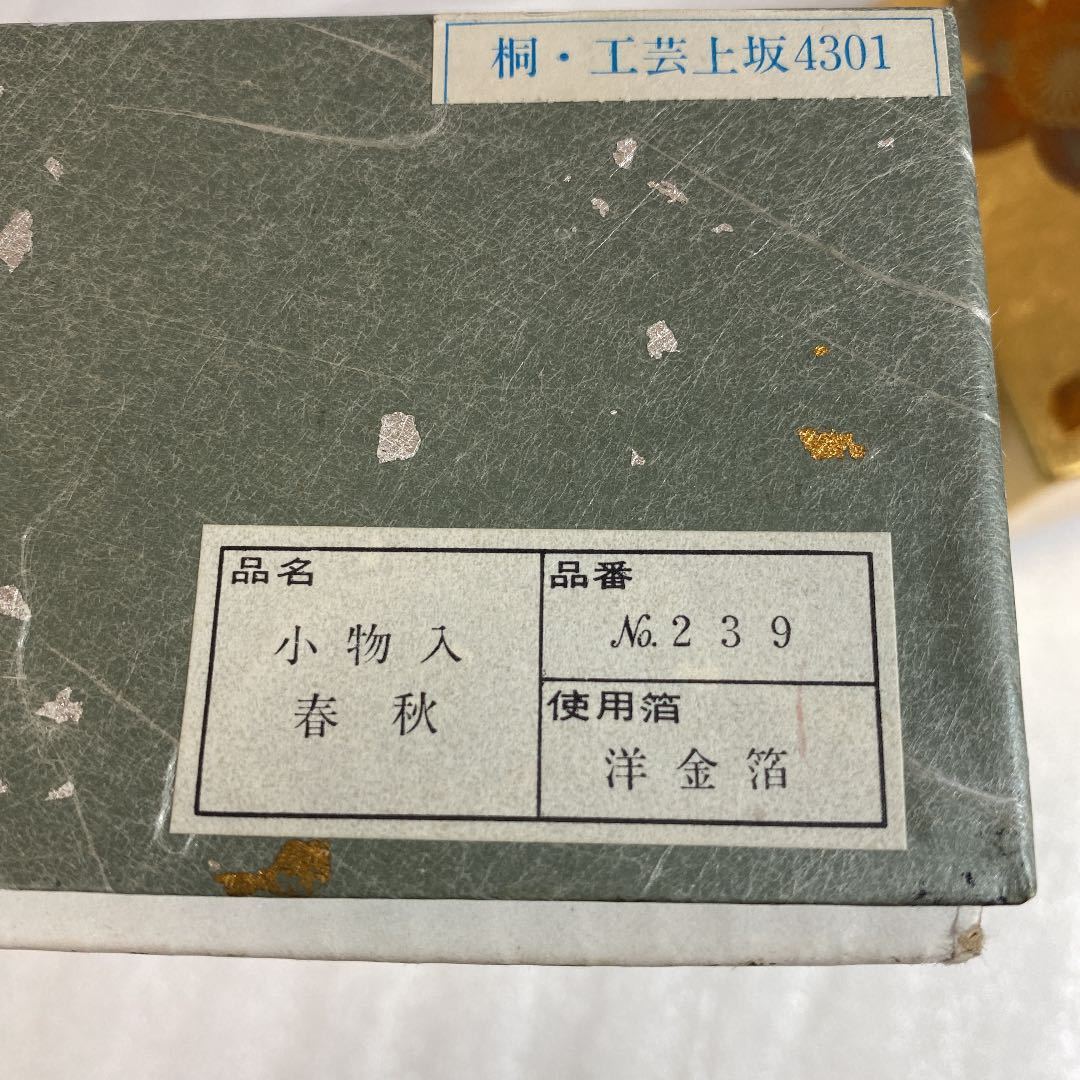 桐・工芸上坂4301
品名
小物入
春秋
品番
№.239
使用箔
洋金箔